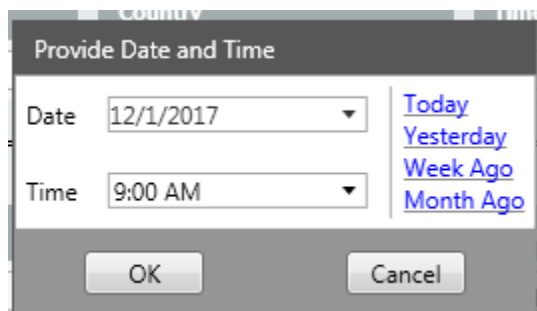 Country
Provide Date and Time
Date 12/1/2017
Time 9:00 AM
Today
Yesterday
Week Ago
Month Ago
OK Cancel